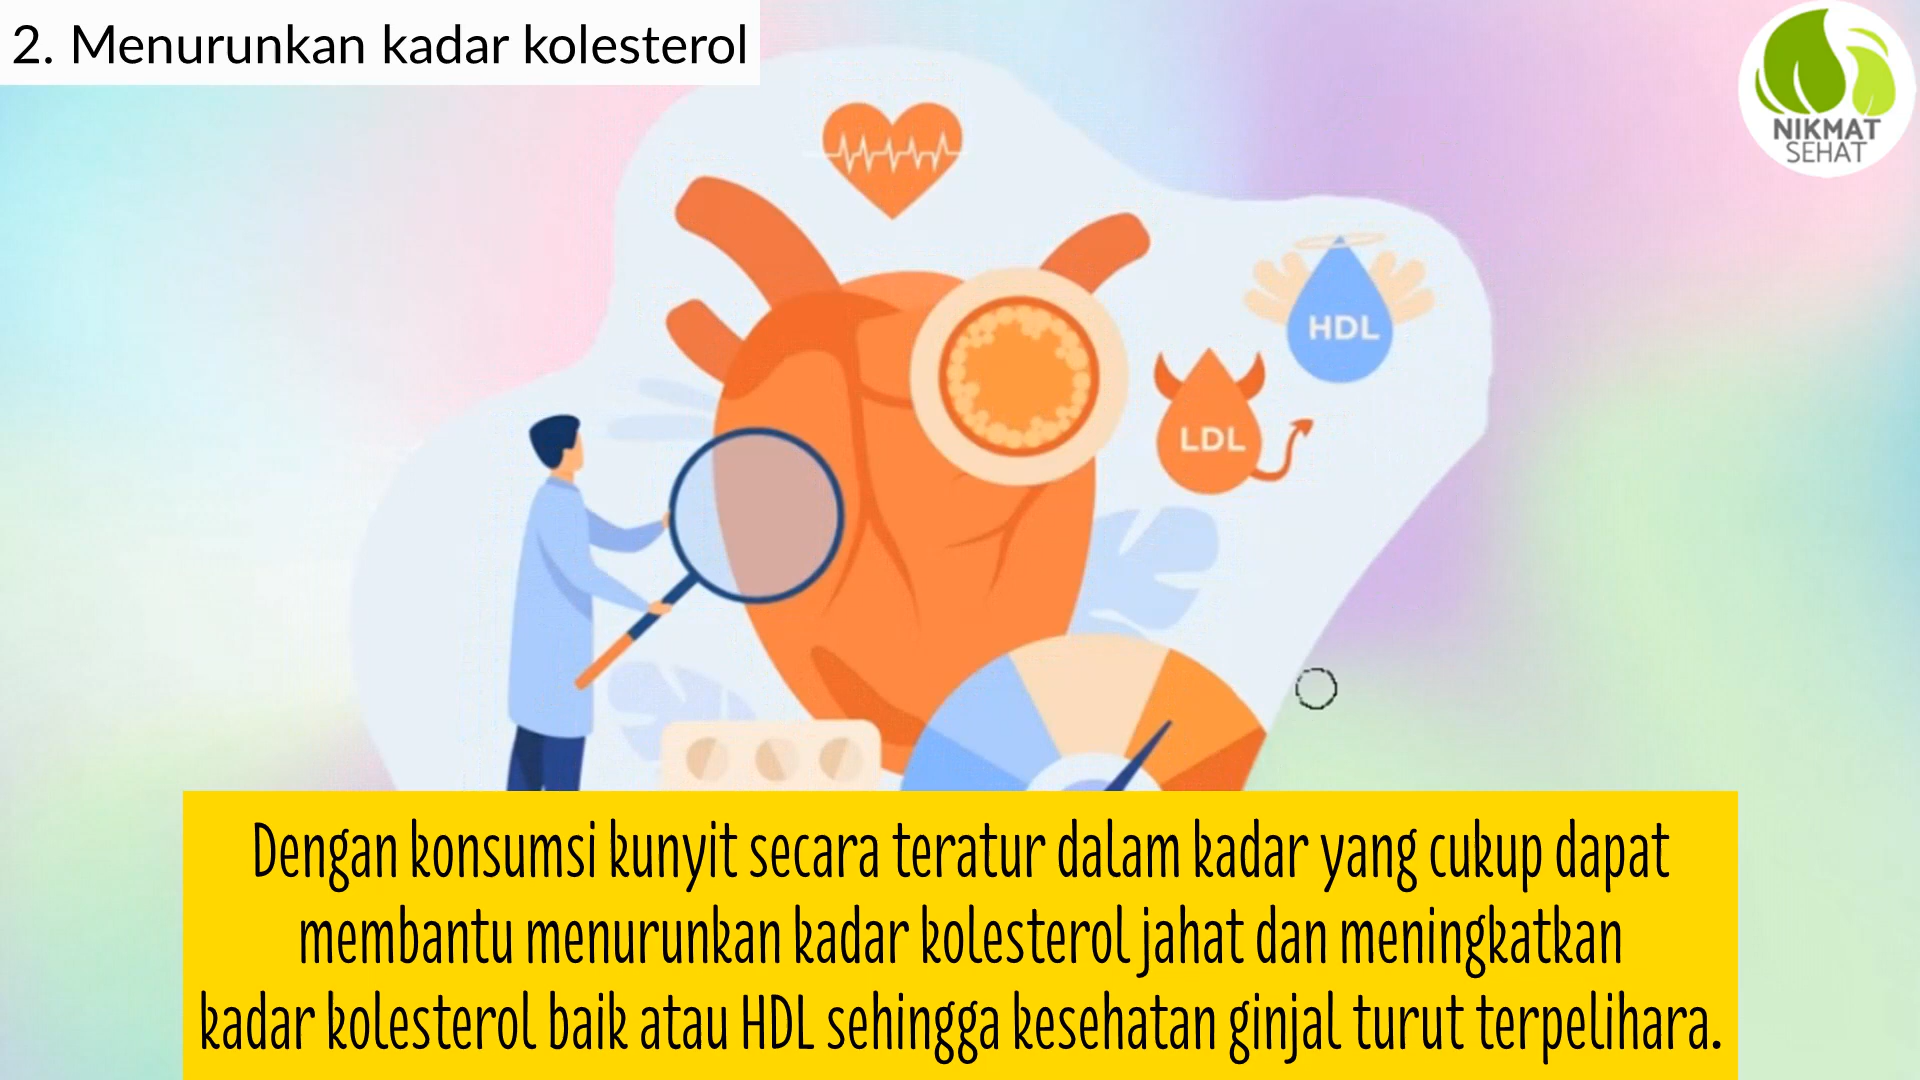 2. Menurunkan kadar kolesterol
NIKMAT
SEHAT
HDL
LDL
Dengan konsumsi kunyit secara teratur dalam kadar yang cukup dapat
membantu menurunkan kadar kolesterol jahat dan meningkatkan
kadar kolesterol baik atau HDL sehingga kesehatan ginjal turut terpelihara.